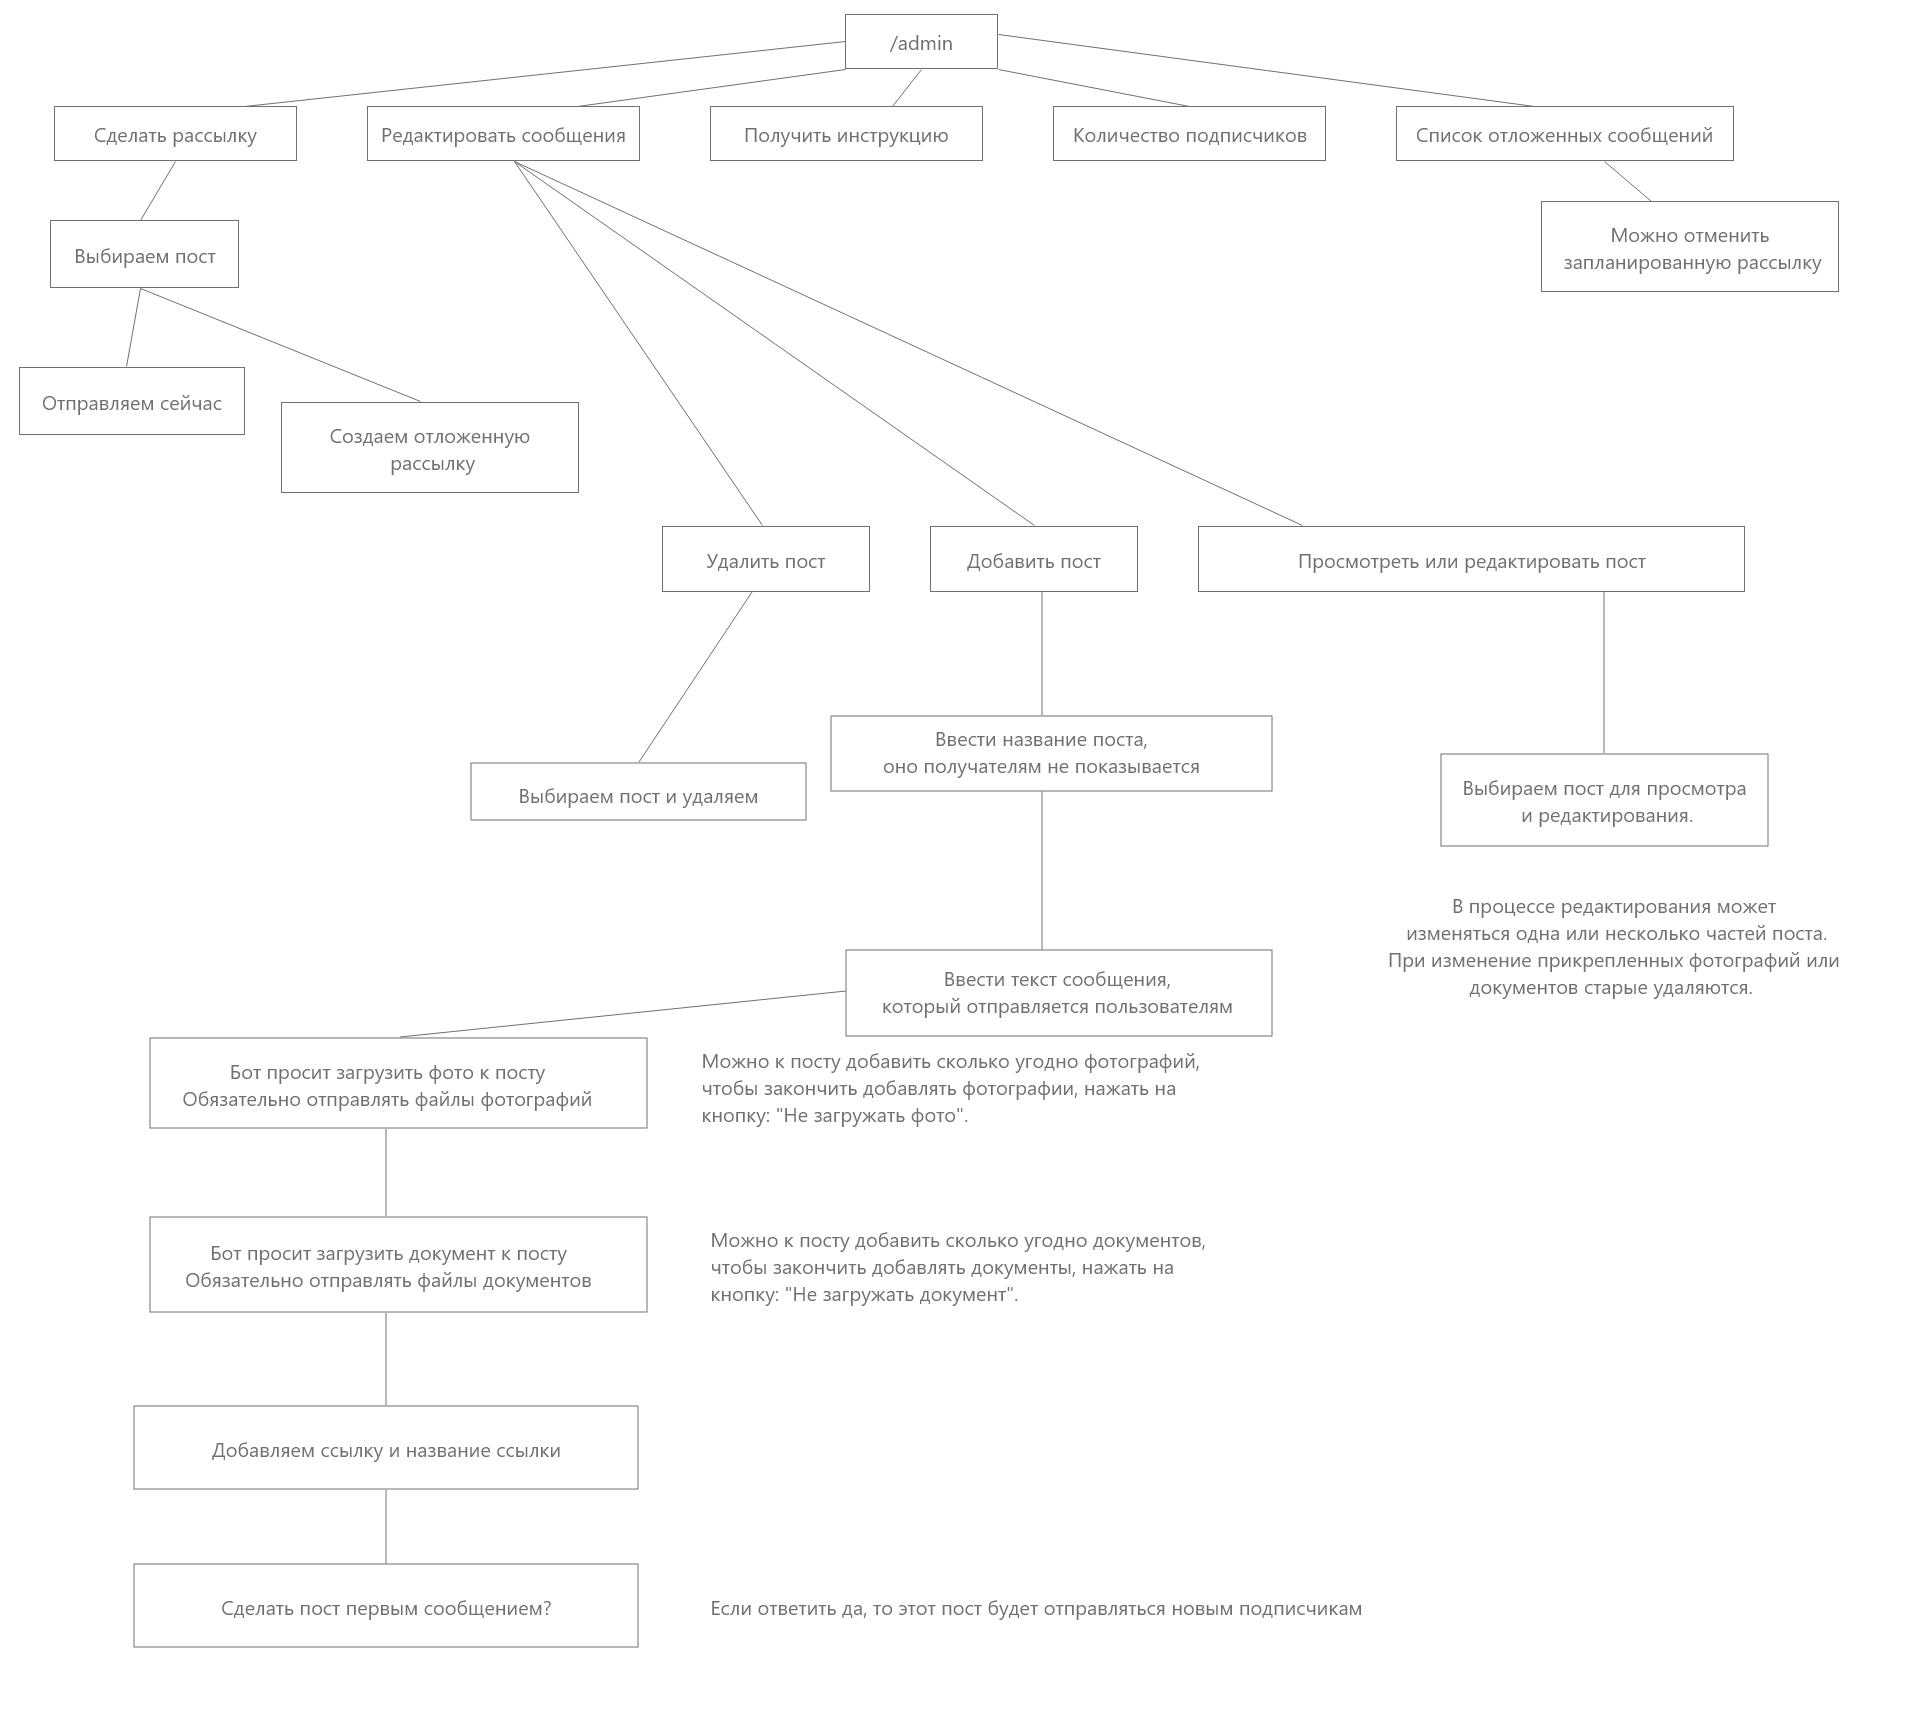 /admin
Сделать рассылку
Редактировать сообщения
Получить инструкцию
Количество подписчиков
Список отложенных сообщений
Выбираем пост
Можно отменить
запланированную рассылку
Отправляем сейчас
Создаем отложенную
рассылку
Удалить пост
Добавить пост
Просмотреть или редактировать пост
Выбираем пост и удаляем
Ввести название поста,
оно получателям не показывается
Выбираем пост для просмотра
и редактирования.
В процессе редактирования может
изменяться одна или несколько частей поста.
При изменение прикрепленных фотографий или
документов старые удаляются.
Ввести текст сообщения,
который отправляется пользователям
Бот просит загрузить фото к посту
Обязательно отправлять файлы фотографий
Можно к посту добавить сколько угодно фотографий,
чтобы закончить добавлять фотографии, нажать на
кнопку: "Не загружать фото".
Бот просит загрузить документ к посту
Обязательно отправлять файлы документов
Можно к посту добавить сколько угодно документов,
чтобы закончить добавлять документы, нажать на
кнопку: "Не загружать документ".
Добавляем ссылку и название ссылки
Сделать пост первым сообщением?
Если ответить да, то этот пост будет отправляться новым подписчикам